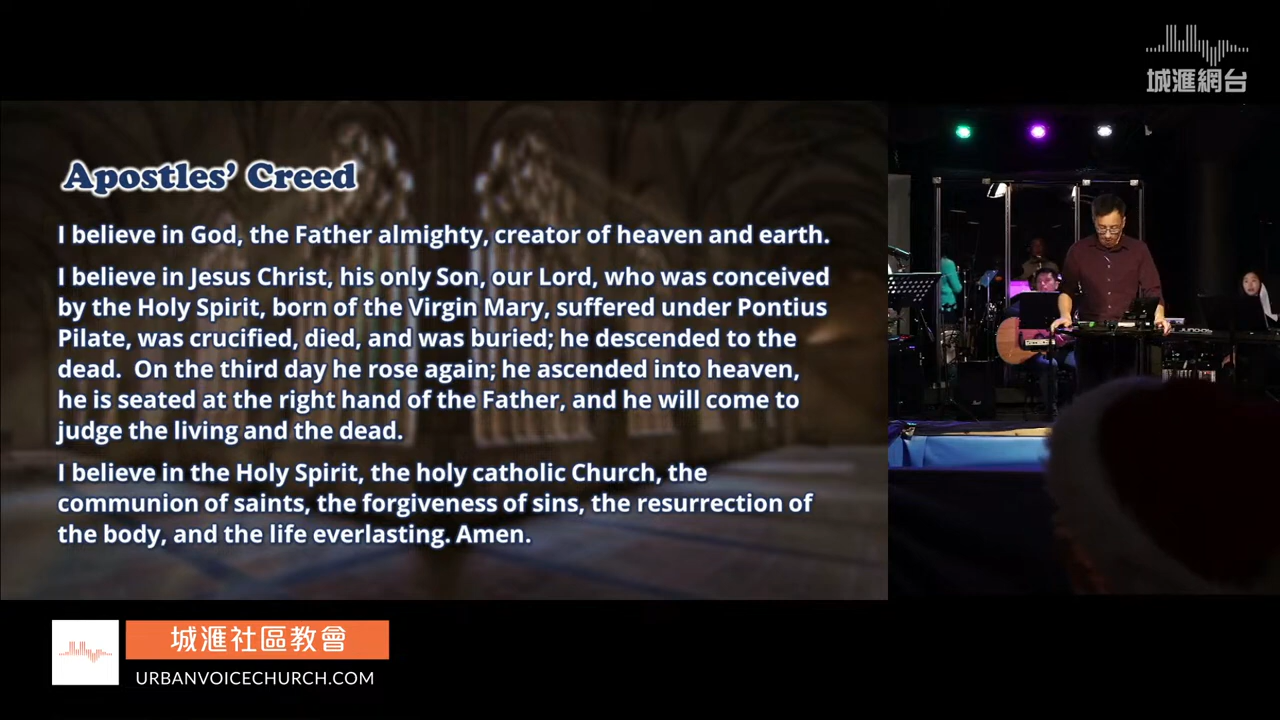 城滙網台
Apostles' Creed
I believe in God, the Father almighty, creator of heaven and earth.
I believe in Jesus Christ, his only Son, our Lord, who was conceived
by the Holy Spirit, born of the Virgin Mary, suffered under Pontius
Pilate, was crucified, died, and was buried; he descended to the
dead.  On the third day he rose again; he ascended into heaven,
he is seated at the right hand of the Father, and he will come to
judge the living and the dead.
I believe in the Holy Spirit, the holy catholic Church, the
communion of saints, the forgiveness of sins, the resurrection of
the body, and the life everlasting. Amen.
城滙社區教會
URBANVOICECHURCH.COM